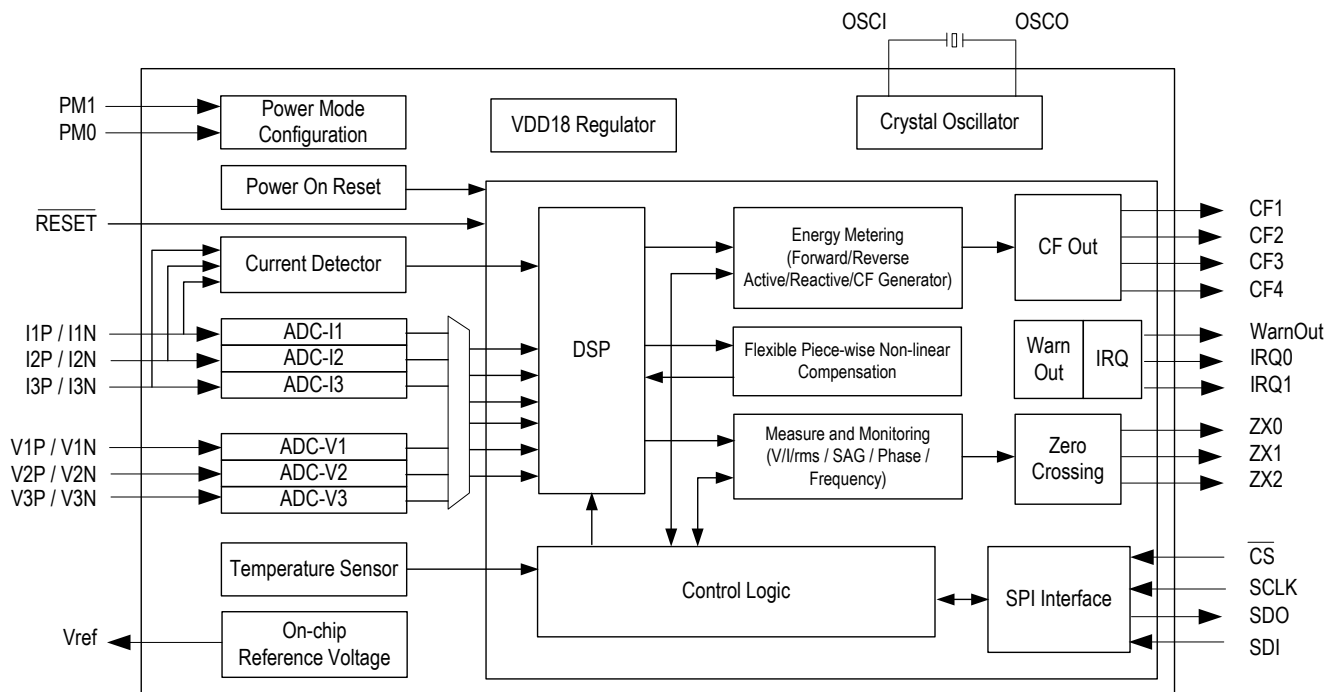 OSCI
OSCO
PM1
PM0
Power Mode
Configuration
VDD18 Regulator
Crystal Oscillator
Power On Reset
RESET
Current Detector
I1P / I1N
I2P / I2N
I3P / I3N
ADC-I1
ADC-I2
ADC-I3
V1P / V1N
V2P / V2N
V3P / V3N
ADC-V1
ADC-V2
ADC-V3
Temperature Sensor
Vref
On-chip
Reference Voltage
DSP
Energy Metering
(Forward/Reverse
Active/Reactive/CF Generator)
Flexible Piece-wise Non-linear
Compensation
Measure and Monitoring
(V/I/rms / SAG / Phase /
Frequency)
Control Logic
CF Out
CF1
CF2
CF3
CF4
Warn
Out
IRQ
WarnOut
IRQ0
IRQ1
Zero
Crossing
ZX0
ZX1
ZX2
SPI Interface
CS
SCLK
SDO
SDI